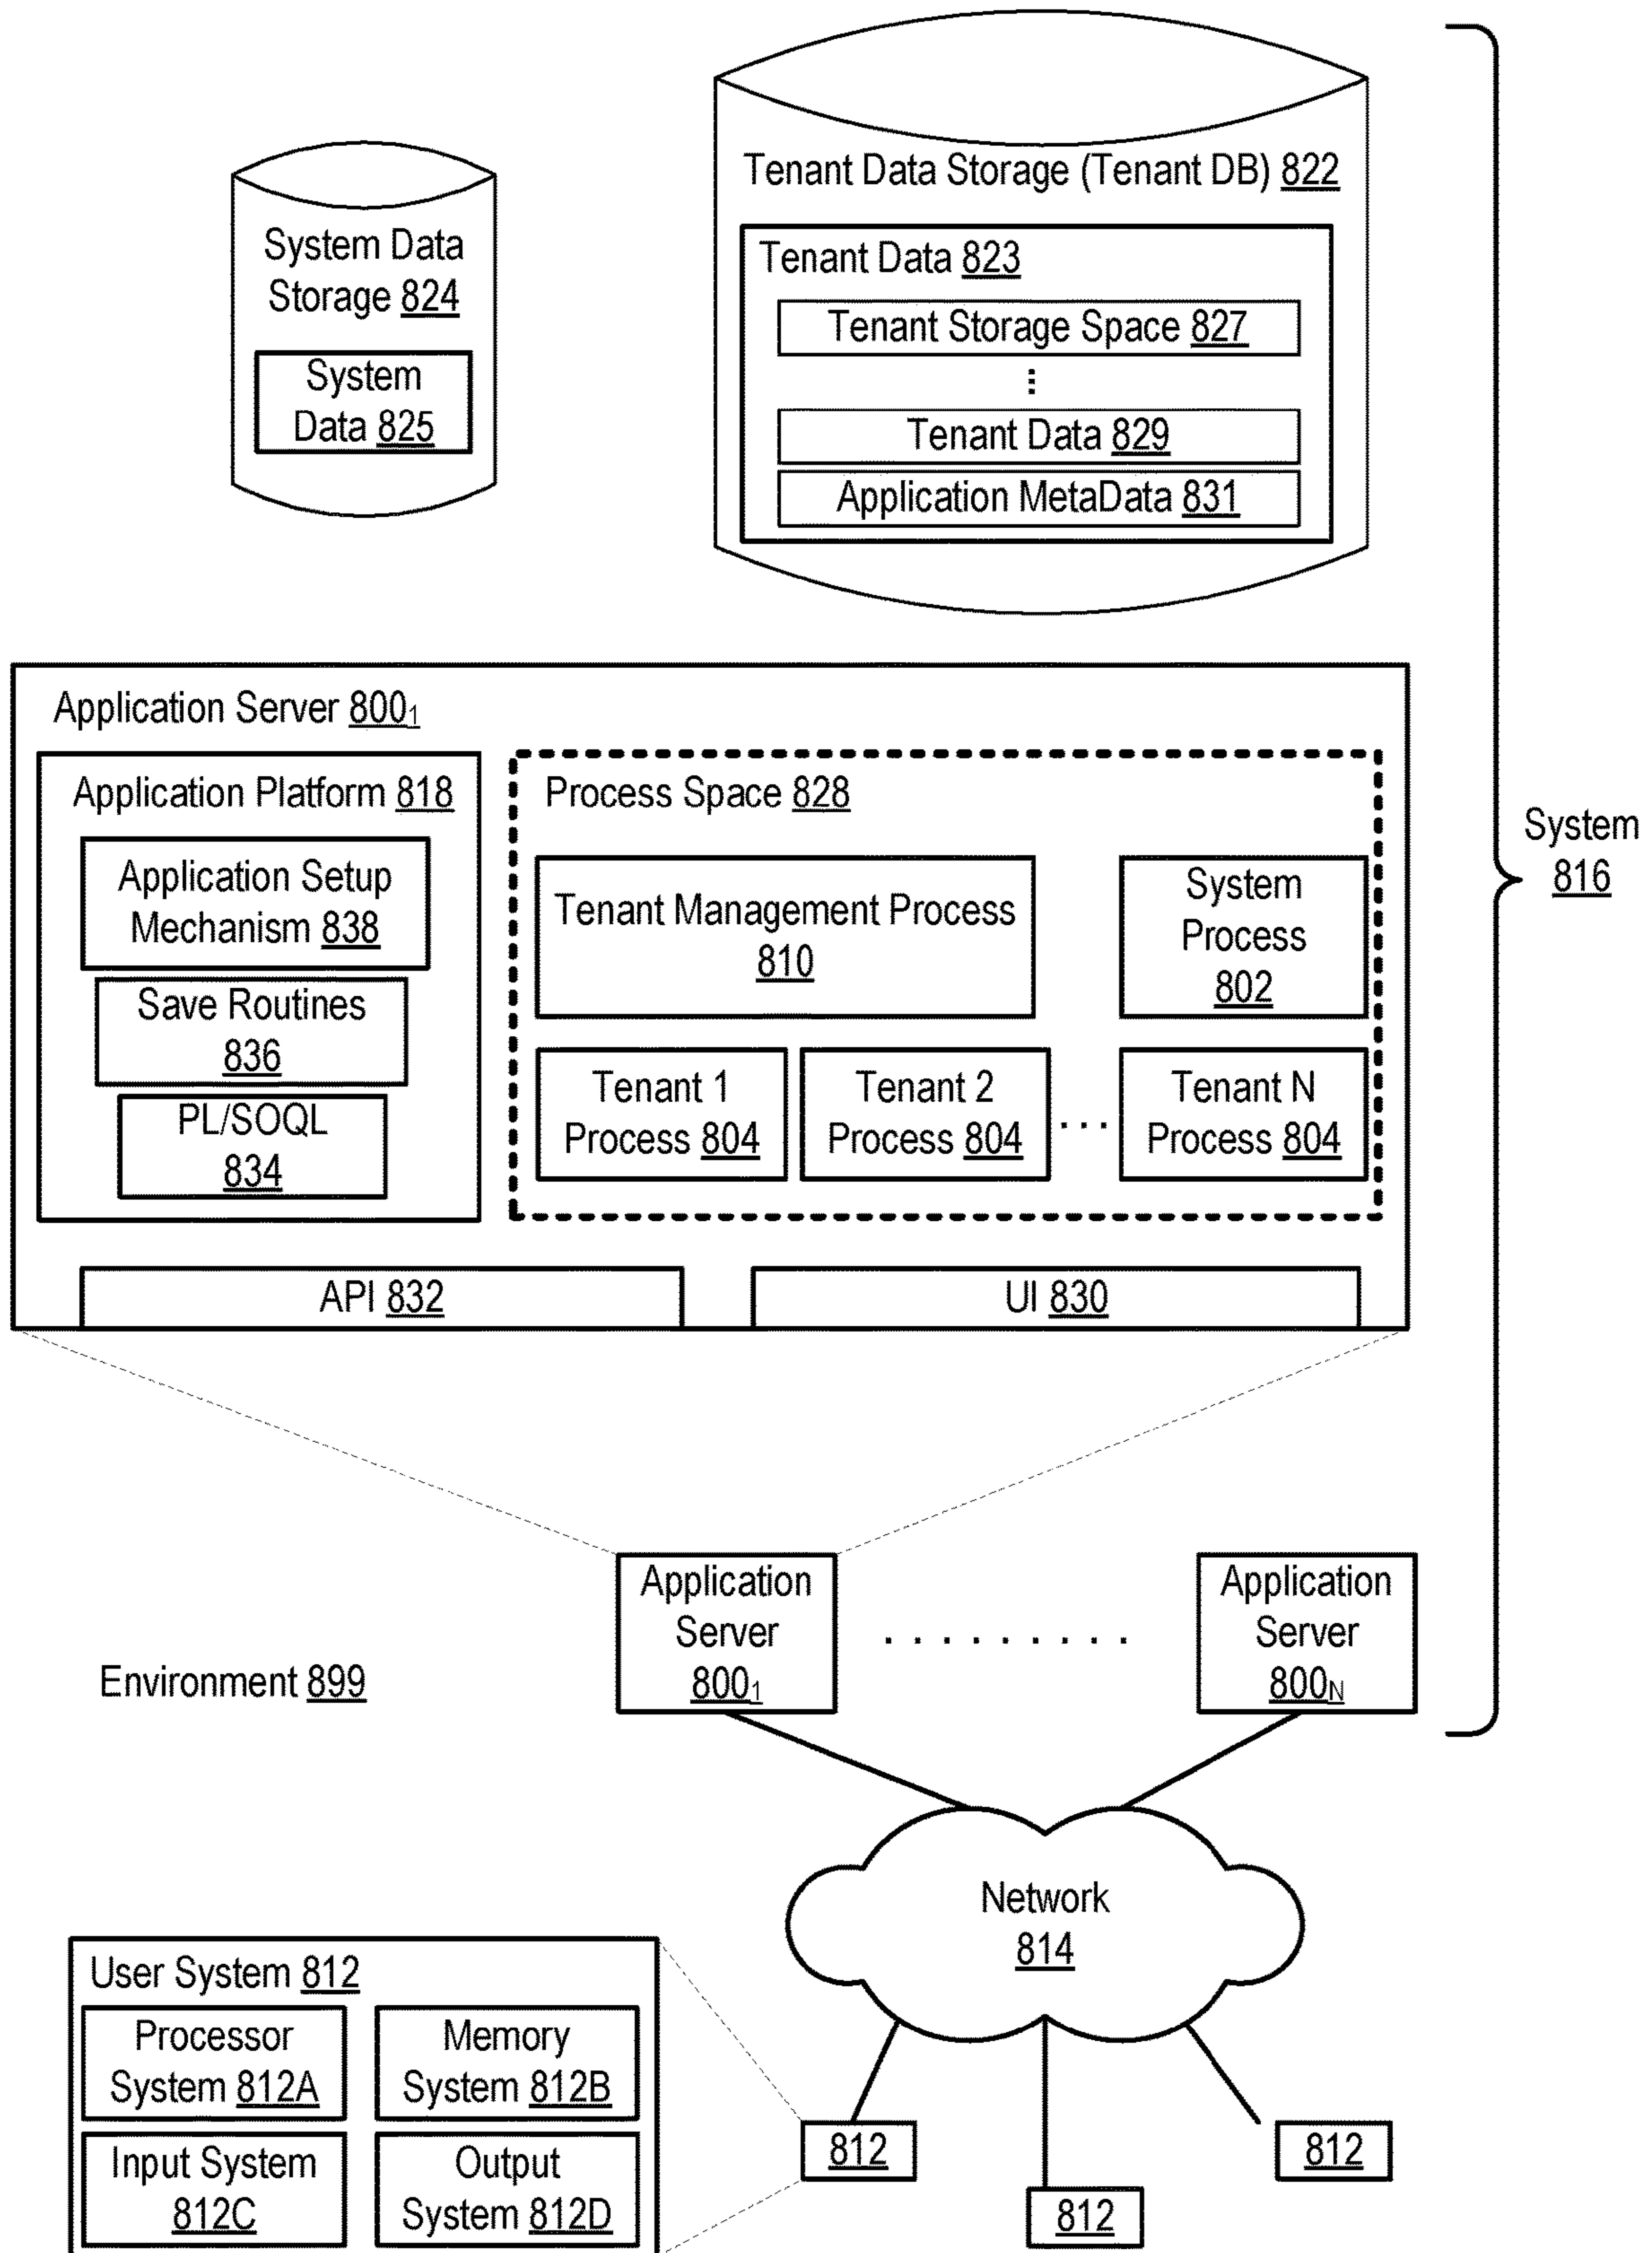 Tenant Data Storage (Tenant DB) 822
System Data
Storage 824
System
Data 825
Tenant Data 823
Tenant Storage Space 827
⋮
Tenant Data 829
Application MetaData 831
System
816
Application Server 800₁
Application Platform 818
Application Setup
Mechanism 838
Save Routines
836
PL/SOQL
834
Process Space 828
Tenant Management Process
810
System
Process
802
Tenant 1
Process 804
Tenant 2
Process 804
...
Tenant N
Process 804
API 832
UI 830
Application
Server
800₁
. . . . . . . . .
Application
Server
800N
Environment 899
Network
814
User System 812
Processor
System 812A
Memory
System 812B
Input System
812C
Output
System 812D
812
812
812